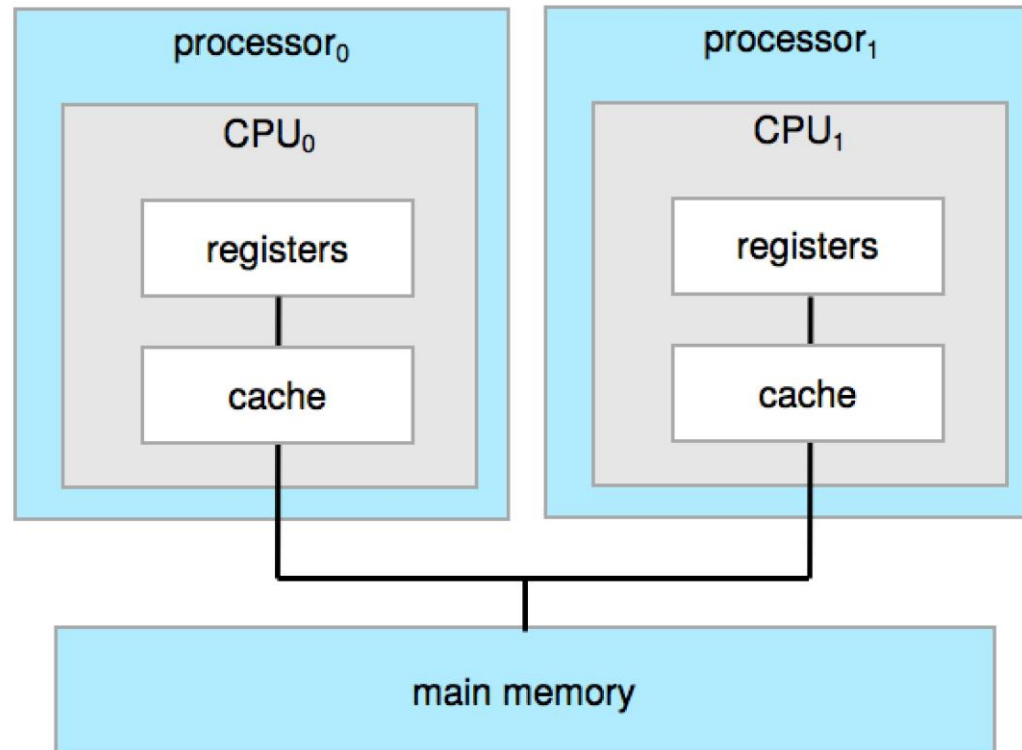 processor₀
processor₁
CPU₀
CPU₁
registers
registers
cache
cache
main memory